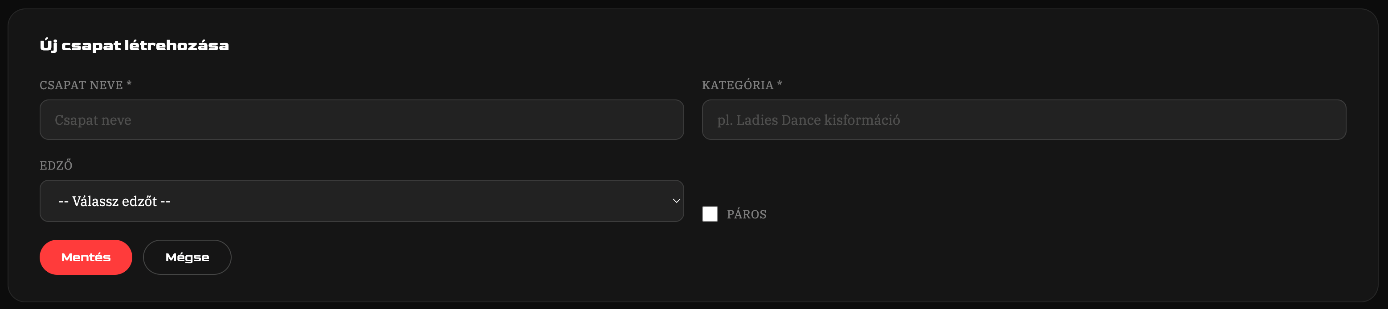 Új csapat létrehozása
CSAPAT NEVE *
KATEGÓRIA *
Csapat neve
pl. Ladies Dance kisformáció
EDZŐ
-- Válassz edzőt --
PÁROS
Mentés
Mégse